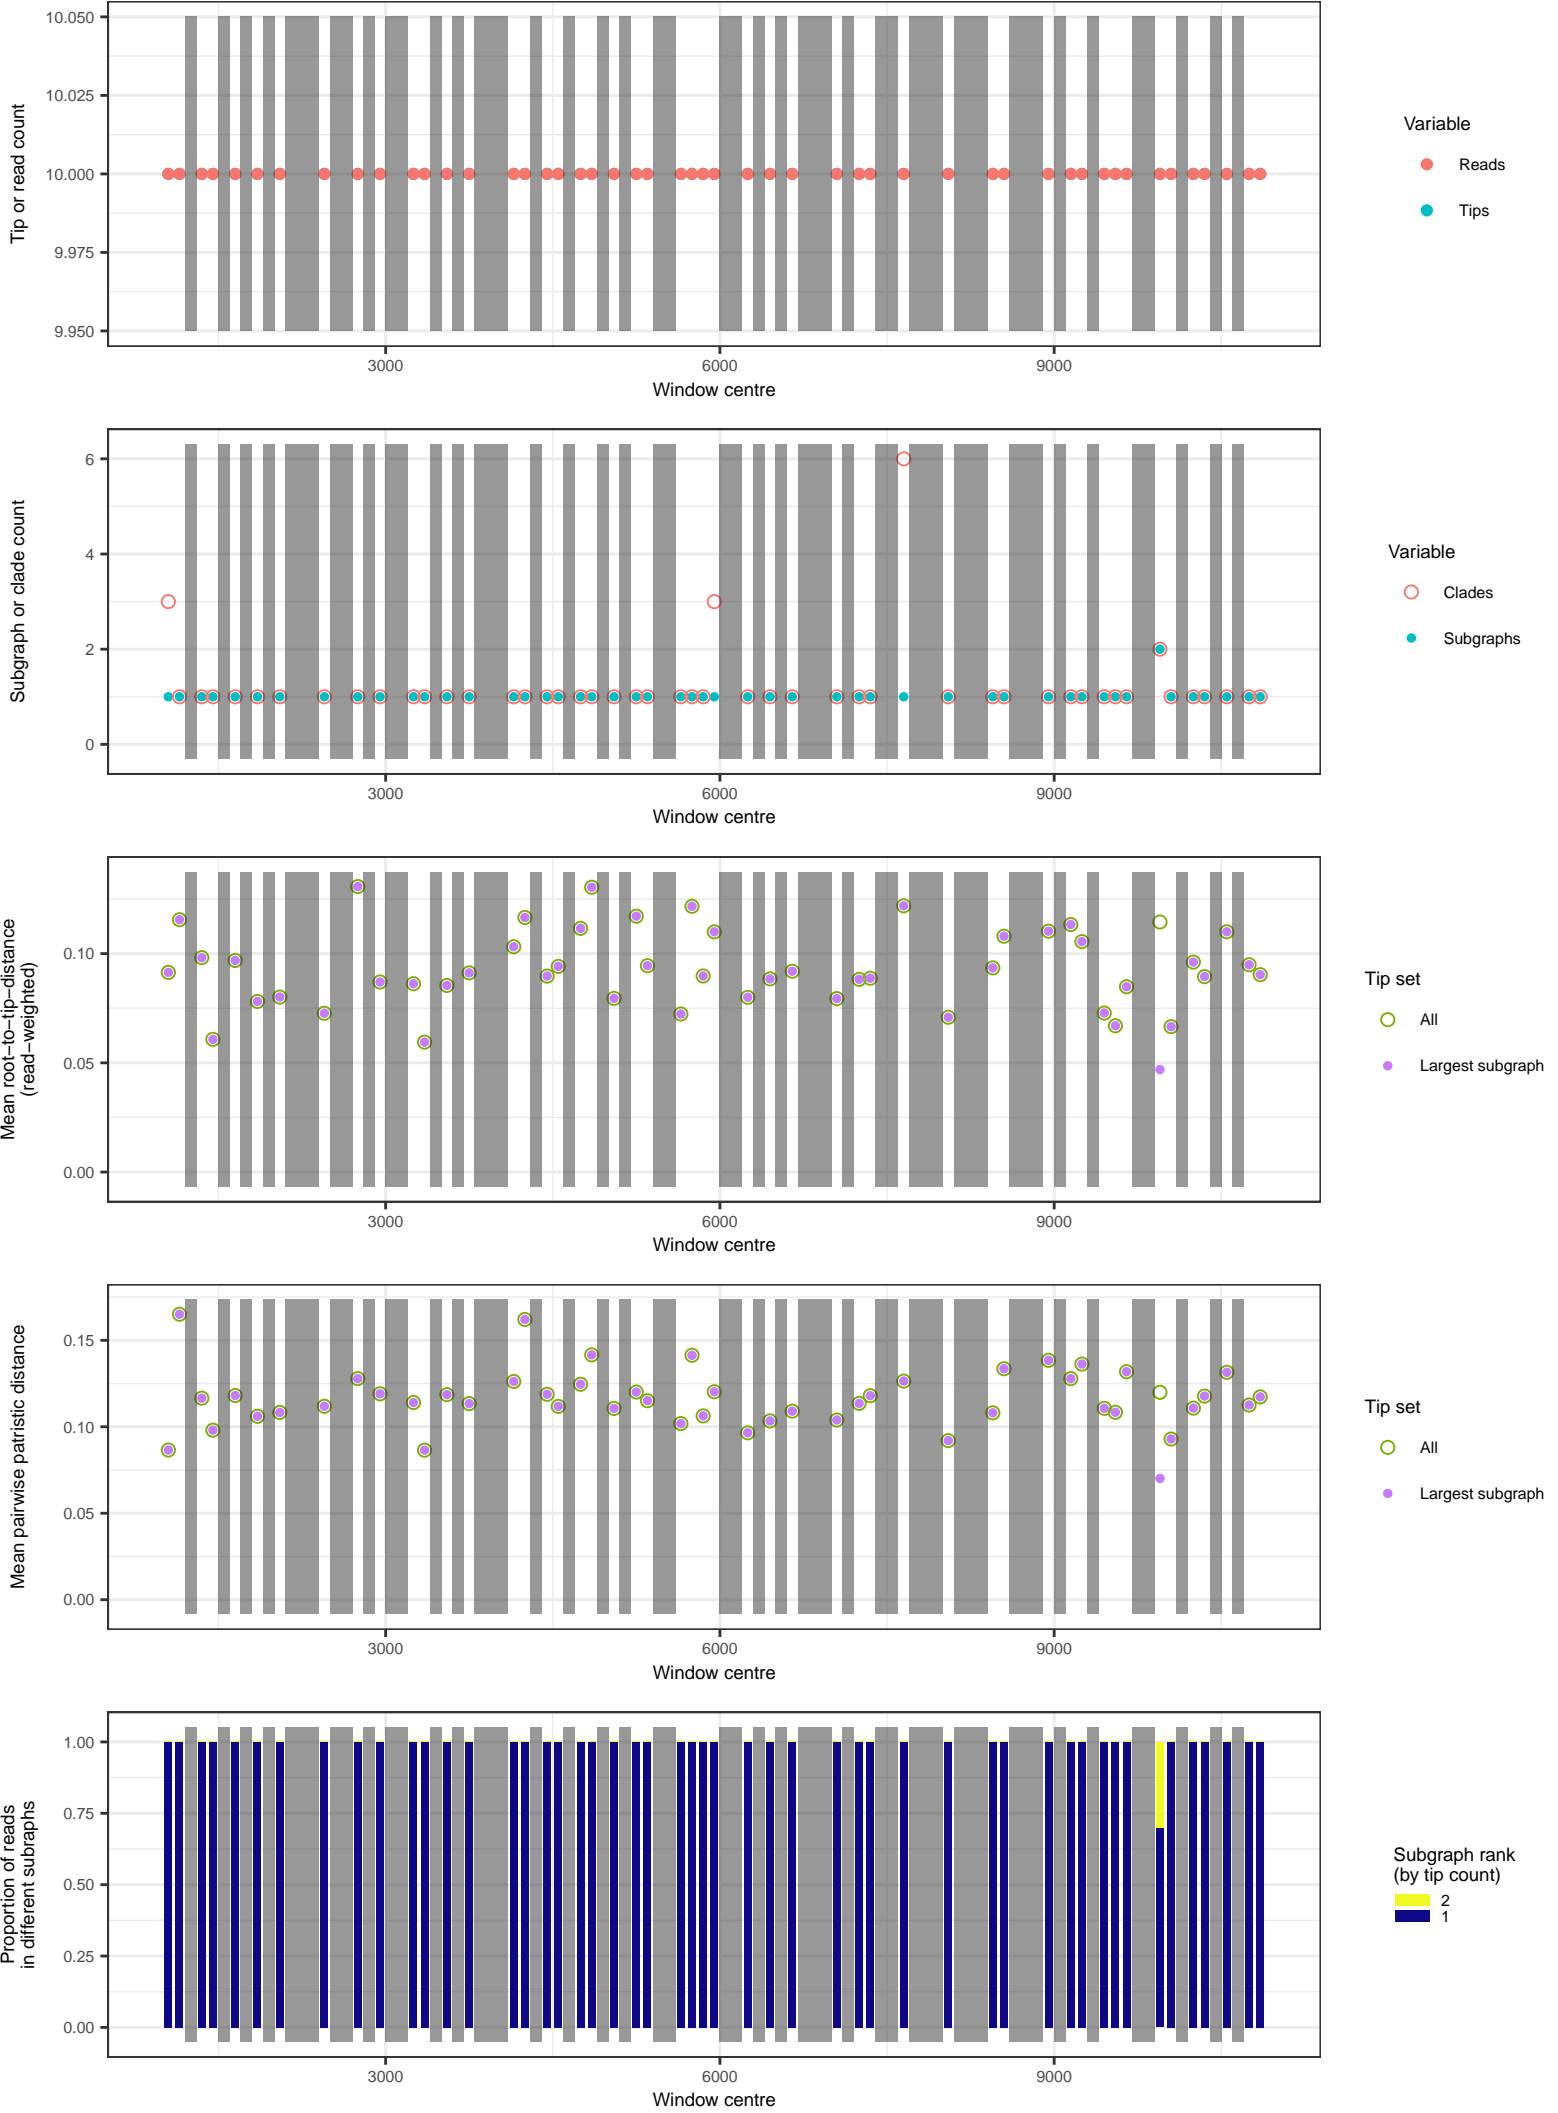 10.050
10.025
10.000
9.975
9.950
Tip or read count
3000
6000
9000
Window centre
Variable
Reads
Tips
6
4
2
0
Subgraph or clade count
3000
6000
9000
Window centre
Variable
Clades
Subgraphs
0.10
0.05
0.00
Mean root−to−tip−distance
(read−weighted)
3000
6000
9000
Window centre
Tip set
All
Largest subgraph
0.15
0.10
0.05
0.00
Mean pairwise patristic distance
3000
6000
9000
Window centre
Tip set
All
Largest subgraph
1.00
0.75
0.50
0.25
0.00
Proportion of reads
in different subraphs
3000
6000
9000
Window centre
Subgraph rank
(by tip count)
2
1